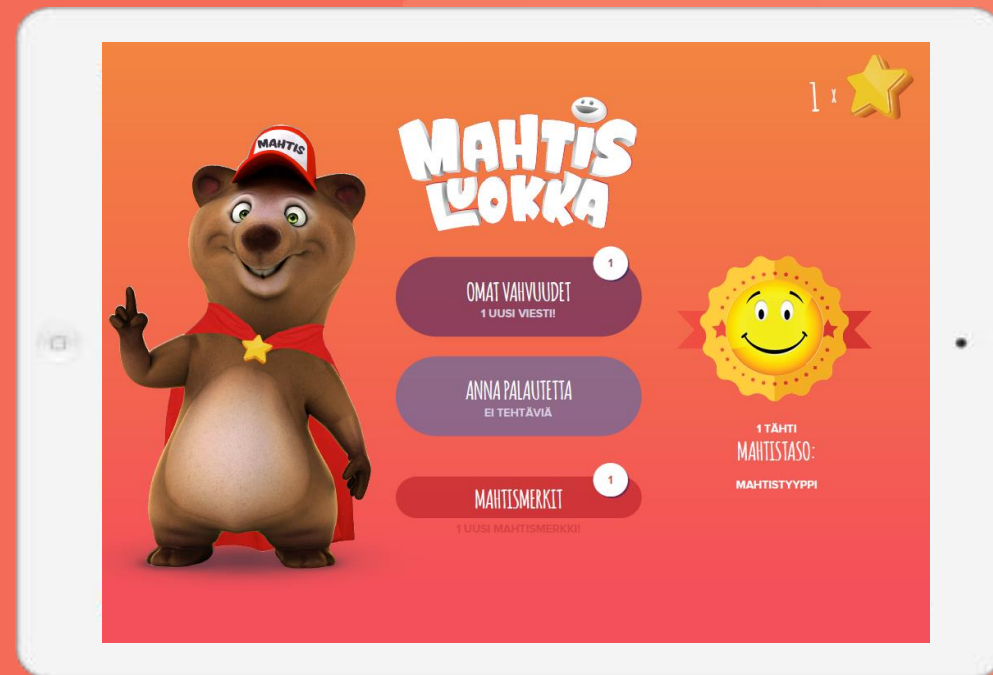 1 x
MAHTIS
MAHTIS
LUOKKA
1
OMAT VAHVUUDET
1 UUSI VIESTI!
ANNA PALAUTETTA
EI TEHTÄVIÄ
1
MAHTISMERKIT
1 UUSI MAHTISMERKKI!
1 TÄHTI
MAHTISTASO:
MAHTISTYYPPI